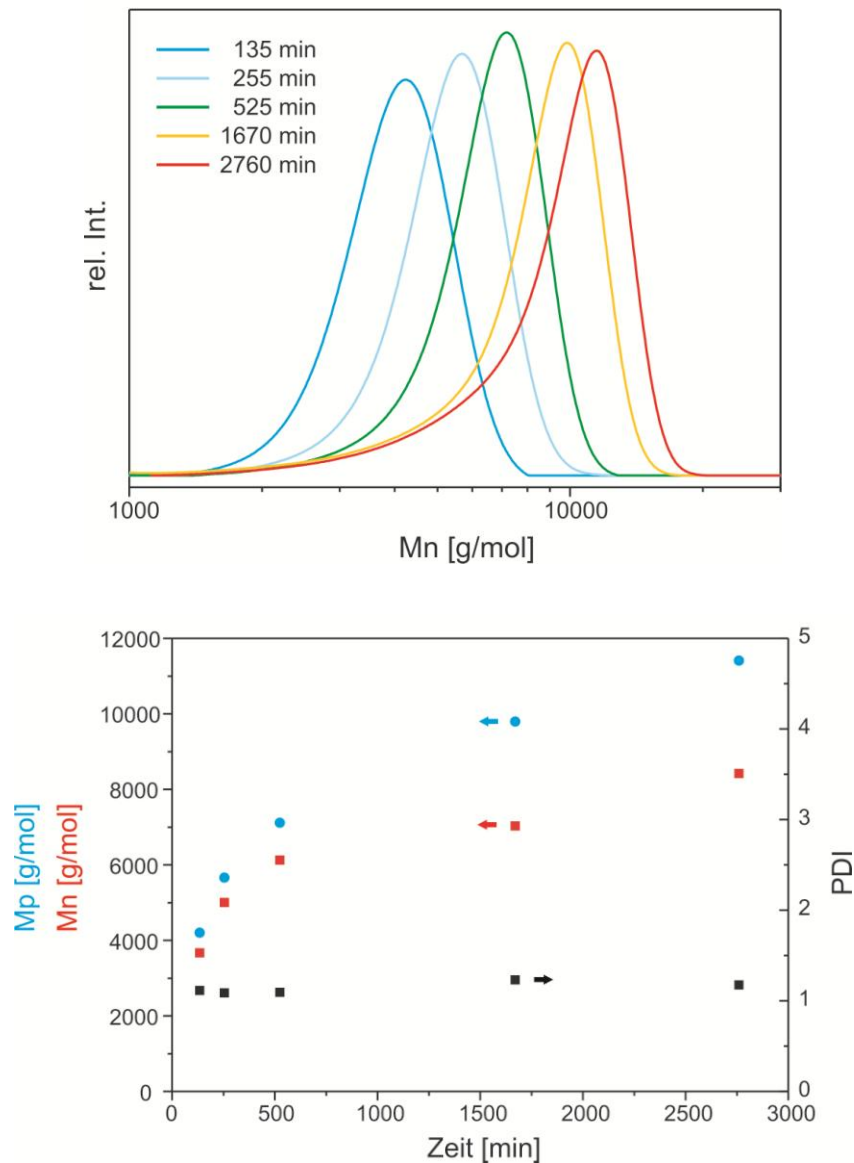 135 min
255 min
525 min
1670 min
2760 min
rel. Int.
1000
10000
Mn [g/mol]
12000
10000
8000
6000
4000
2000
0
Mp [g/mol]
Mn [g/mol]
5
4
3
2
1
0
PDI
0
500
1000
1500
2000
2500
3000
Zeit [min]